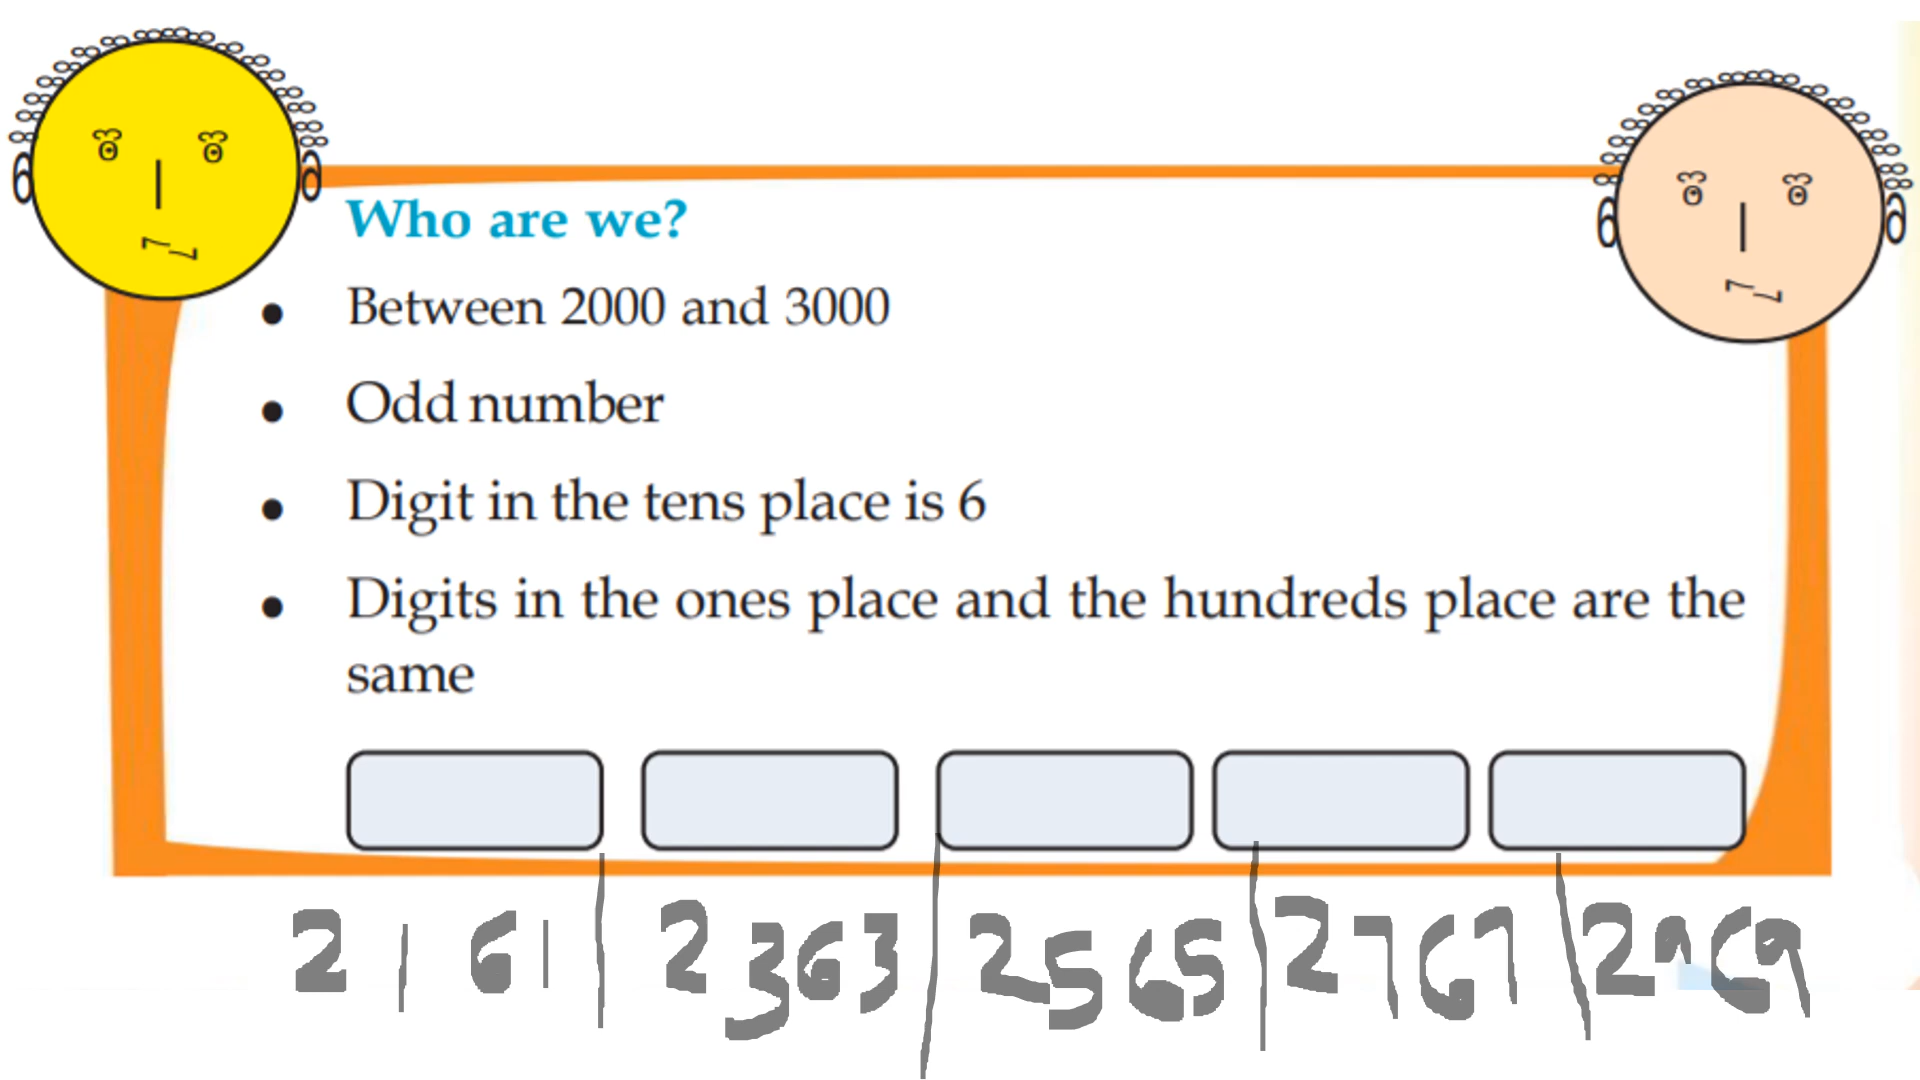 Who are we?
• Between 2000 and 3000
• Odd number
• Digit in the tens place is 6
• Digits in the ones place and the hundreds place are the
same
2161 | 2363 | 2565 | 2767 | 2969